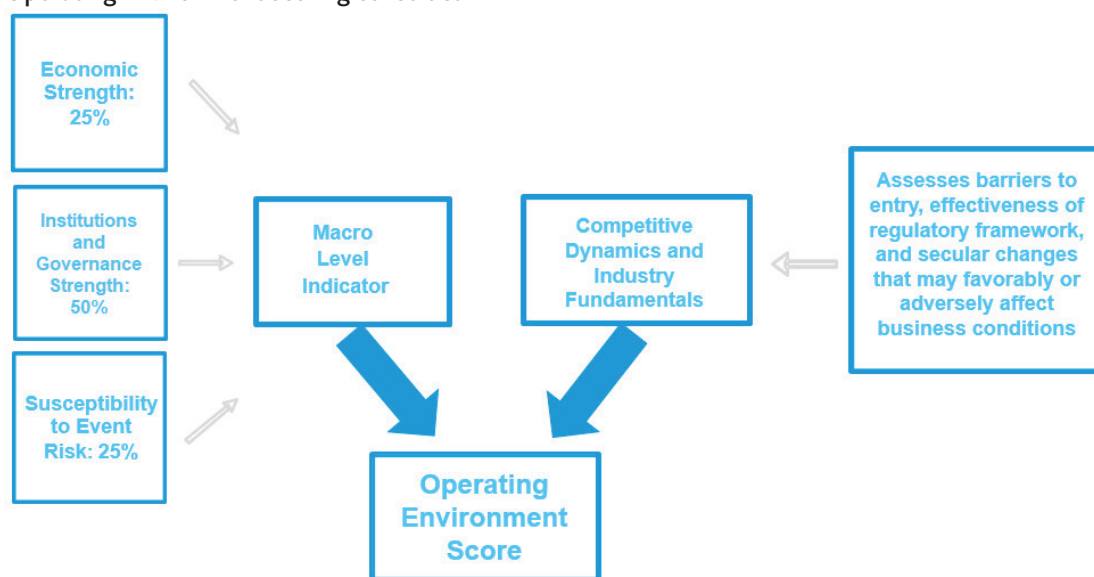 Economic
Strength:
25%
Institutions
and
Governance
Strength:
50%
Susceptibility
to Event
Risk: 25%
Macro
Level
Indicator
Competitive
Dynamics and
Industry
Fundamentals
Assesses barriers to
entry, effectiveness of
regulatory framework,
and secular changes
that may favorably or
adversely affect
business conditions
Operating
Environment
Score